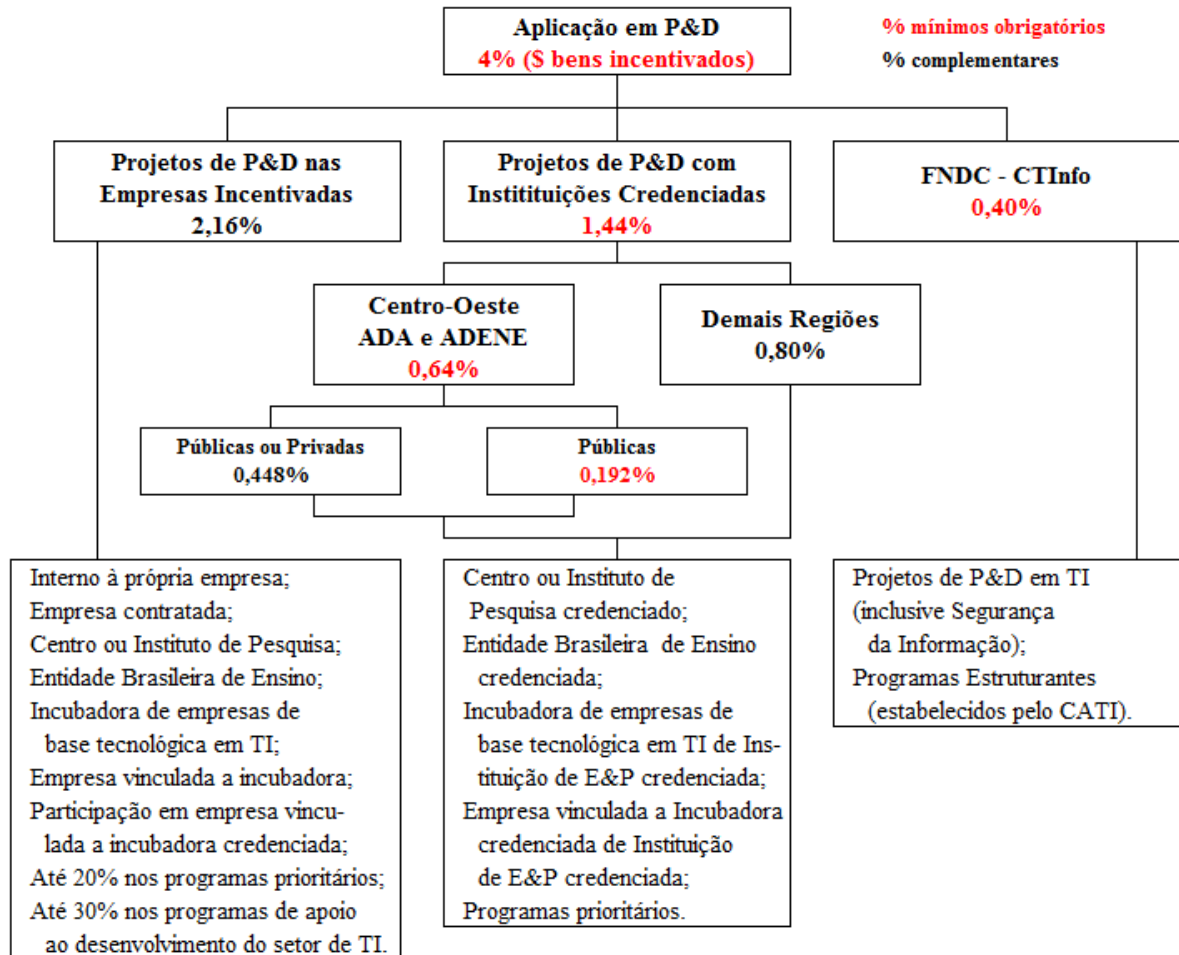 Aplicação em P&D
4% ($ bens incentivados)
% mínimos obrigatórios
% complementares
Projetos de P&D nas
Empresas Incentivadas
2,16%
Projetos de P&D com
Institituições Credenciadas
1,44%
FNDC - CTInfo
0,40%
Centro-Oeste
ADA e ADENE
0,64%
Demais Regiões
0,80%
Públicas ou Privadas
0,448%
Públicas
0,192%
Interno à própria empresa;
Empresa contratada;
Centro ou Instituto de Pesquisa;
Entidade Brasileira de Ensino;
Incubadora de empresas de
base tecnológica em TI;
Empresa vinculada a incubadora;
Participação em empresa vincu-
lada a incubadora credenciada;
Até 20% nos programas prioritários;
Até 30% nos programas de apoio
ao desenvolvimento do setor de TI.
Centro ou Instituto de
Pesquisa credenciado;
Entidade Brasileira de Ensino
credenciada;
Incubadora de empresas de
base tecnológica em TI de Ins-
tituição de E&P credenciada;
Empresa vinculada a Incubadora
credenciada de Instituição
de E&P credenciada;
Programas prioritários.
Projetos de P&D em TI
(inclusive Segurança
da Informação);
Programas Estruturantes
(estabelecidos pelo CATI).